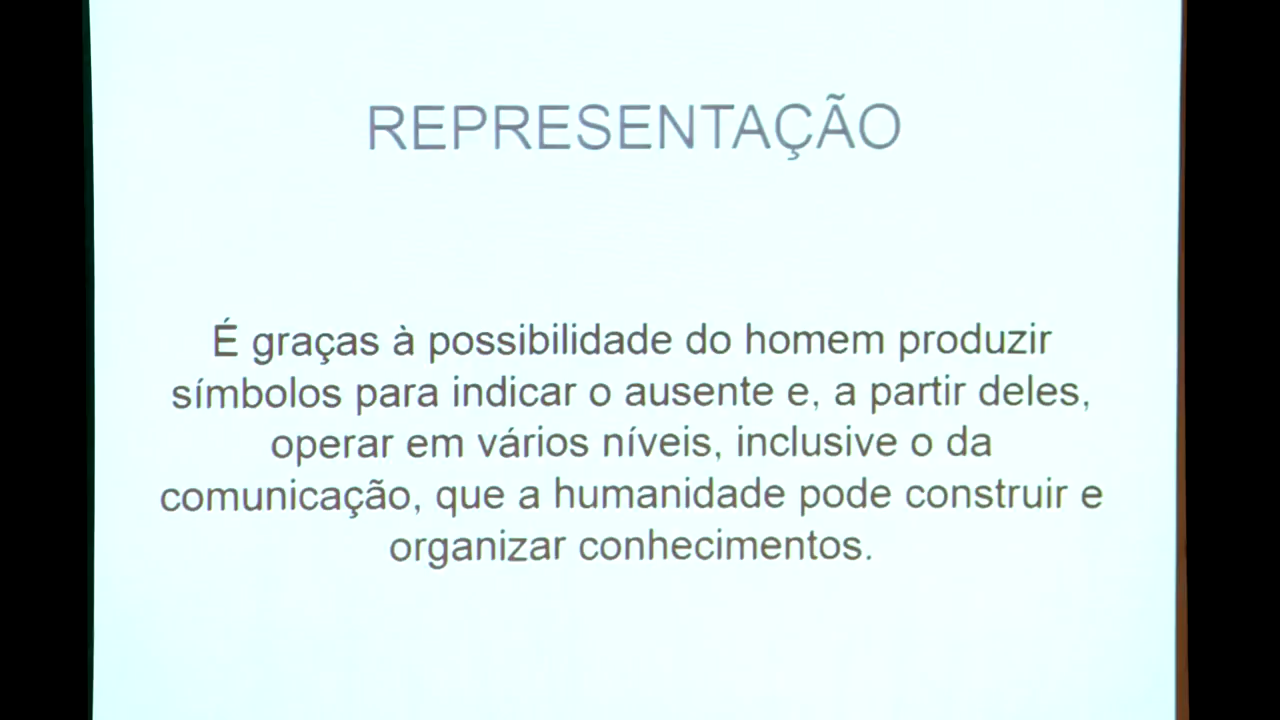 REPRESENTAÇÃO
É graças à possibilidade do homem produzir
símbolos para indicar o ausente e, a partir deles,
operar em vários níveis, inclusive o da
comunicação, que a humanidade pode construir e
organizar conhecimentos.